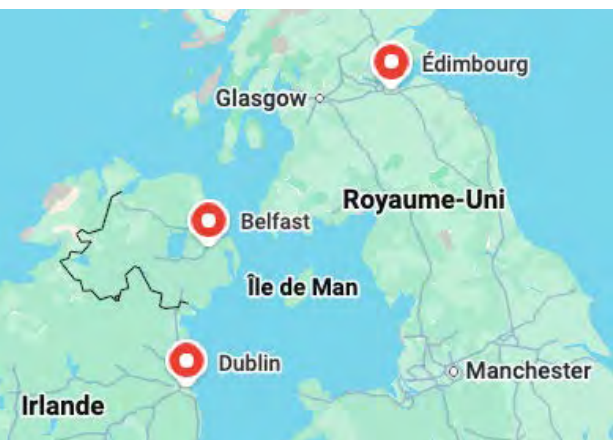 Édimbourg
Glasgow
Royaume-Uni
Belfast
Île de Man
Dublin
Manchester
Irlande